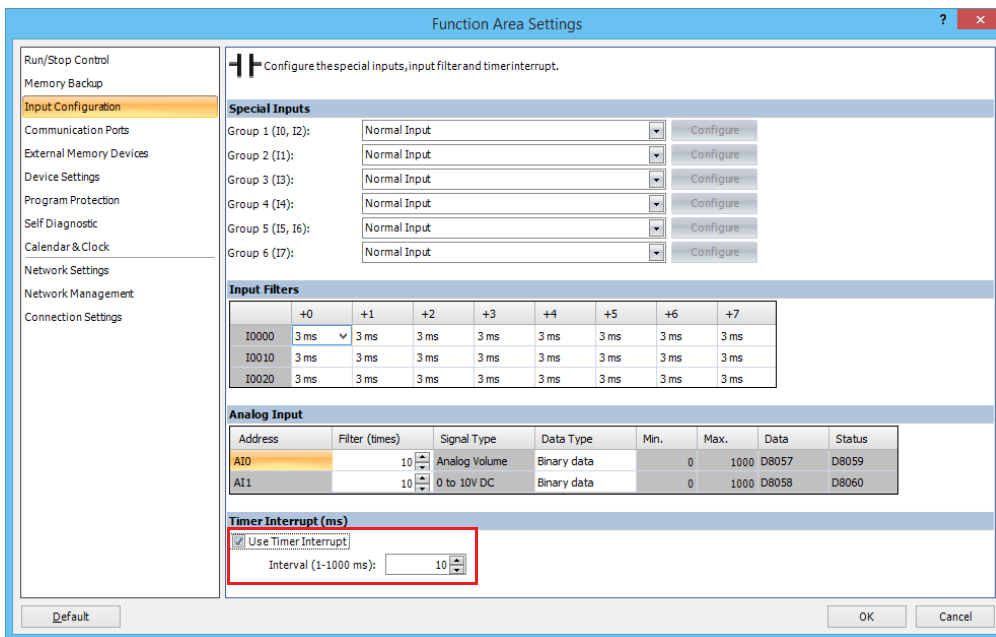 Function Area Settings
?
Run/Stop Control
Memory Backup
Input Configuration
Communication Ports
External Memory Devices
Device Settings
Program Protection
Self Diagnostic
Calendar & Clock
Network Settings
Network Management
Connection Settings
Configure the special inputs, input filter and timer interrupt.
Special Inputs
Group 1 (I0, I2): Normal Input Configure
Group 2 (I1): Normal Input Configure
Group 3 (I3): Normal Input Configure
Group 4 (I4): Normal Input Configure
Group 5 (I5, I6): Normal Input Configure
Group 6 (I7): Normal Input Configure
Input Filters
+0 +1 +2 +3 +4 +5 +6 +7
I0000 3 ms 3 ms 3 ms 3 ms 3 ms 3 ms 3 ms 3 ms
I0010 3 ms 3 ms 3 ms 3 ms 3 ms 3 ms 3 ms 3 ms
I0020 3 ms 3 ms 3 ms 3 ms 3 ms 3 ms 3 ms 3 ms
Analog Input
Address Filter (times) Signal Type Data Type Min. Max. Data Status
AI0 10 Analog Volume Binary data 0 1000 D8057 D8059
AI1 10 0 to 10V DC Binary data 0 1000 D8058 D8060
Timer Interrupt (ms)
Use Timer Interrupt
Interval (1-1000 ms): 10
Default OK Cancel